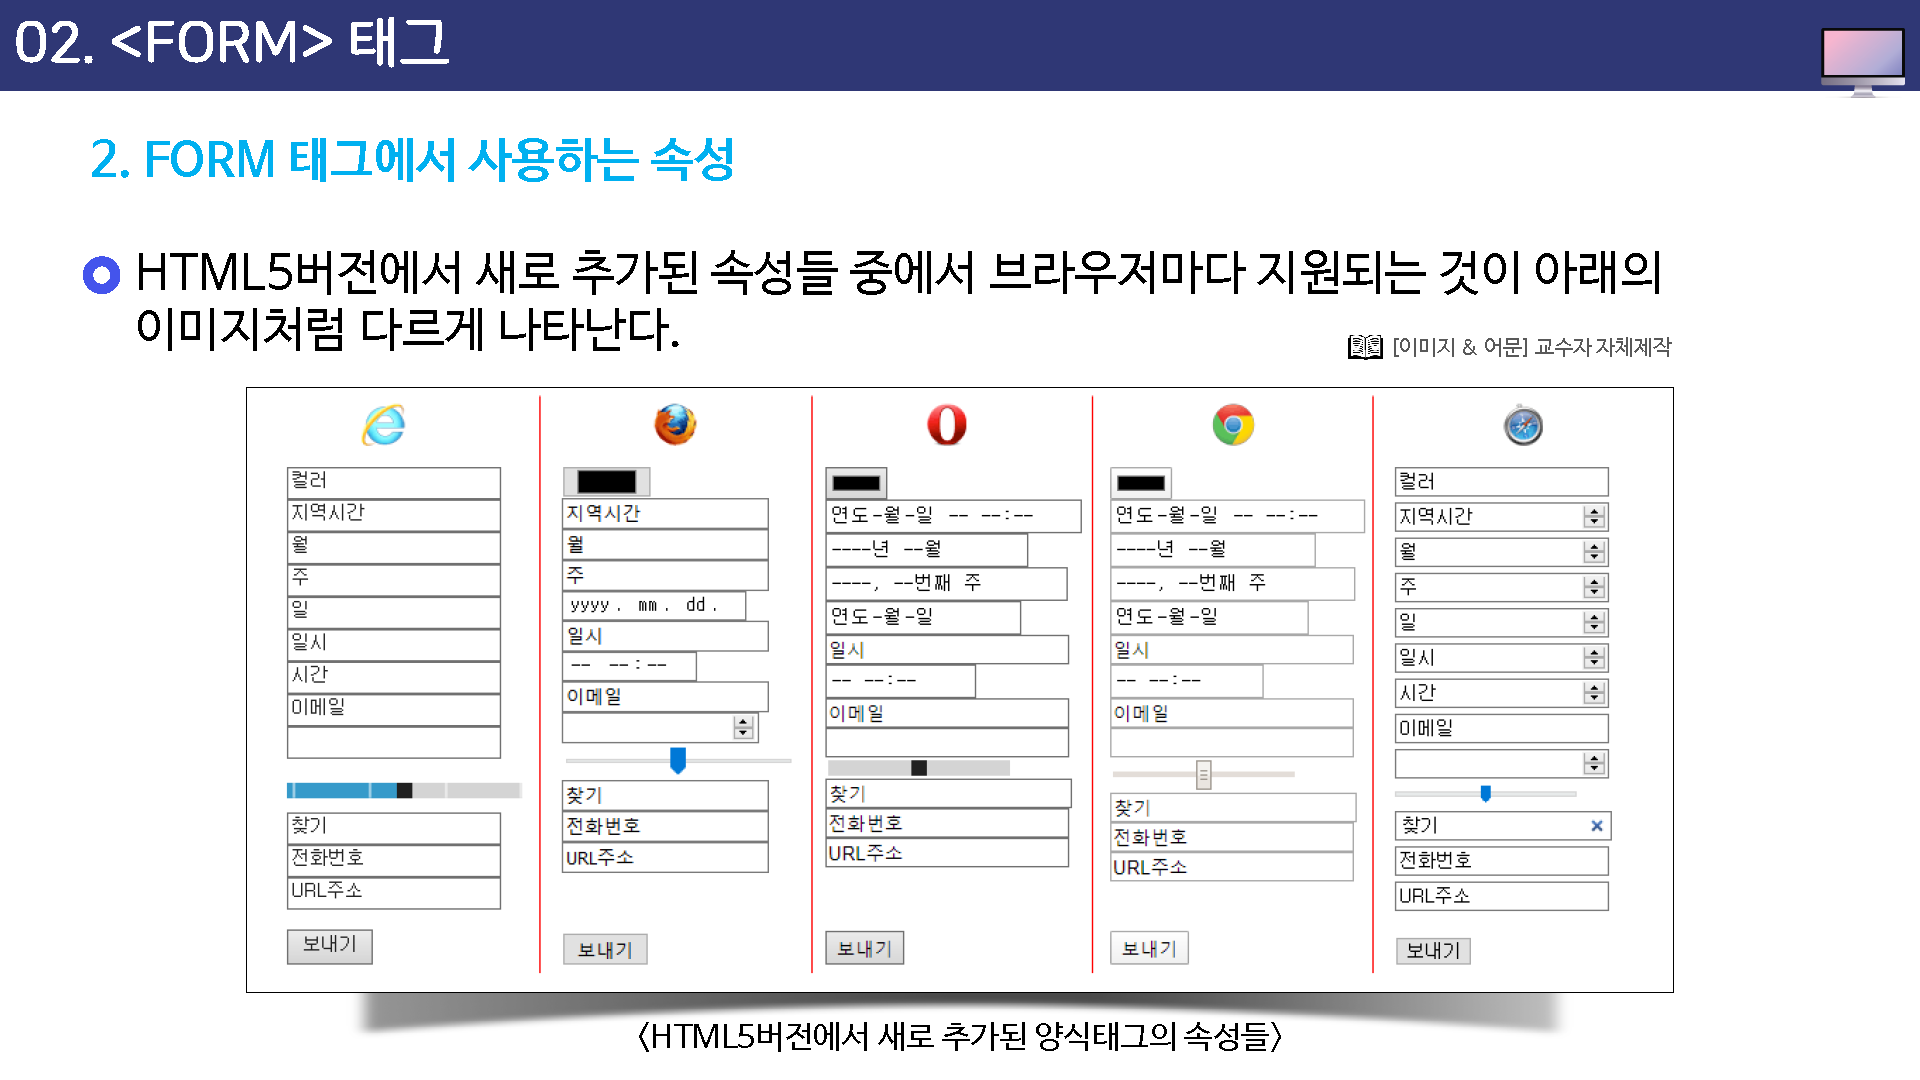 02. <FORM> 태그
2. FORM 태그에서 사용하는 속성
HTML5버전에서 새로 추가된 속성들 중에서 브라우저마다 지원되는 것이 아래의
이미지처럼 다르게 나타난다.
[이미지 & 어문] 교수자 자체제작
컬러
지역시간
월
주
일
일시
시간
이메일
찾기
전화번호
URL주소
보내기
지역시간
월
주
yyyy . mm . dd .
일시
-- --:--
이메일
찾기
전화번호
URL주소
보내기
연도-월-일 -- --:--
----년 --월
----, --번째 주
연도-월-일
일시
-- --:--
이메일
찾기
전화번호
URL주소
보내기
연도-월-일 -- --:--
----년 --월
----, --번째 주
연도-월-일
일시
-- --:--
이메일
찾기
전화번호
URL주소
보내기
컬러
지역시간
월
주
일
일시
시간
이메일
찾기
전화번호
URL주소
보내기
<HTML5버전에서 새로 추가된 양식태그의 속성들>